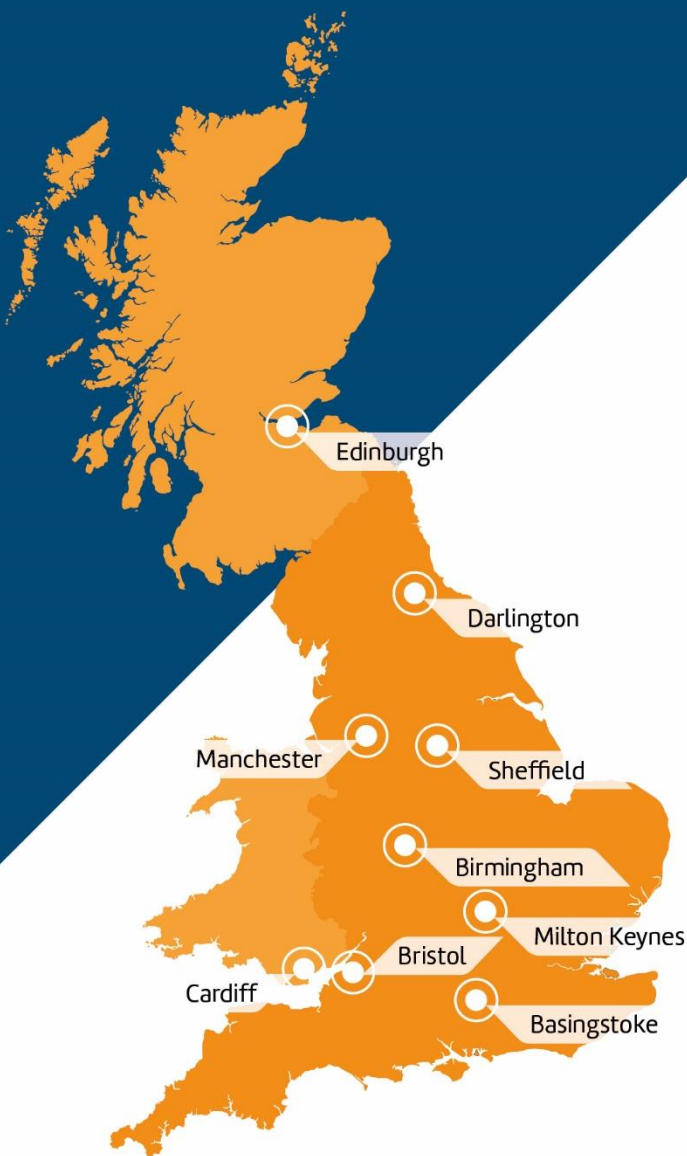 Edinburgh
Darlington
Manchester
Sheffield
Birmingham
Milton Keynes
Bristol
Cardiff
Basingstoke